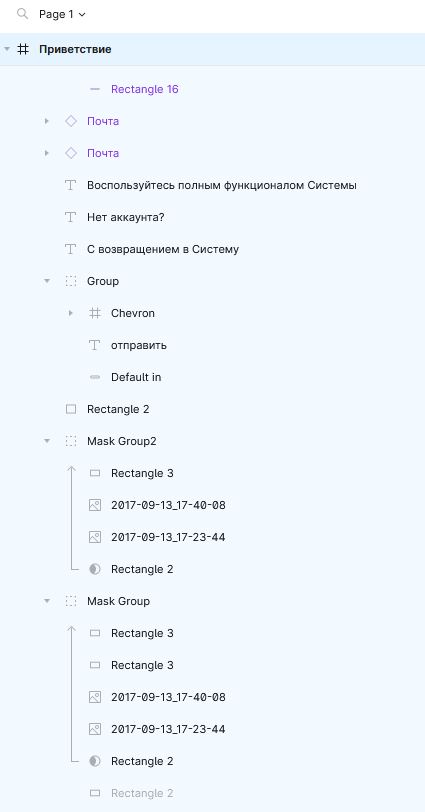 Page 1
Приветствие
Rectangle 16
Почта
Почта
Воспользуйтесь полным функционалом Системы
Нет аккаунта?
С возвращением в Систему
Group
Chevron
отправить
Default in
Rectangle 2
Mask Group2
Rectangle 3
2017-09-13_17-40-08
2017-09-13_17-23-44
Rectangle 2
Mask Group
Rectangle 3
Rectangle 3
2017-09-13_17-40-08
2017-09-13_17-23-44
Rectangle 2
Rectangle 2